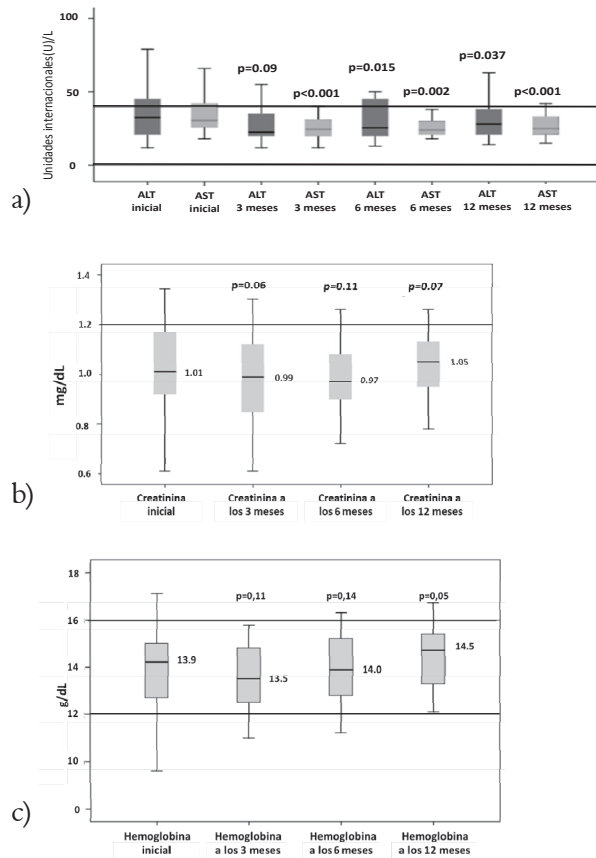 Unidades internacionales(U)/L
100
50
0
p=0.09
p<0.001
p=0.015
p=0.002
p=0.037
p<0.001
ALT inicial
AST inicial
ALT 3 meses
AST 3 meses
ALT 6 meses
AST 6 meses
ALT 12 meses
AST 12 meses
a)
mg/dL
1.4
1.2
1.0
0.8
0.6
p=0.06
p=0.11
p=0.07
1.01
0.99
0.97
1.05
Creatinina inicial
Creatinina a los 3 meses
Creatinina a los 6 meses
Creatinina a los 12 meses
b)
g/dL
18
16
14
12
10
0
p=0,11
p=0,14
p=0,05
13.9
13.5
14.0
14.5
Hemoglobina inicial
Hemoglobina a los 3 meses
Hemoglobina a los 6 meses
Hemoglobina a los 12 meses
c)